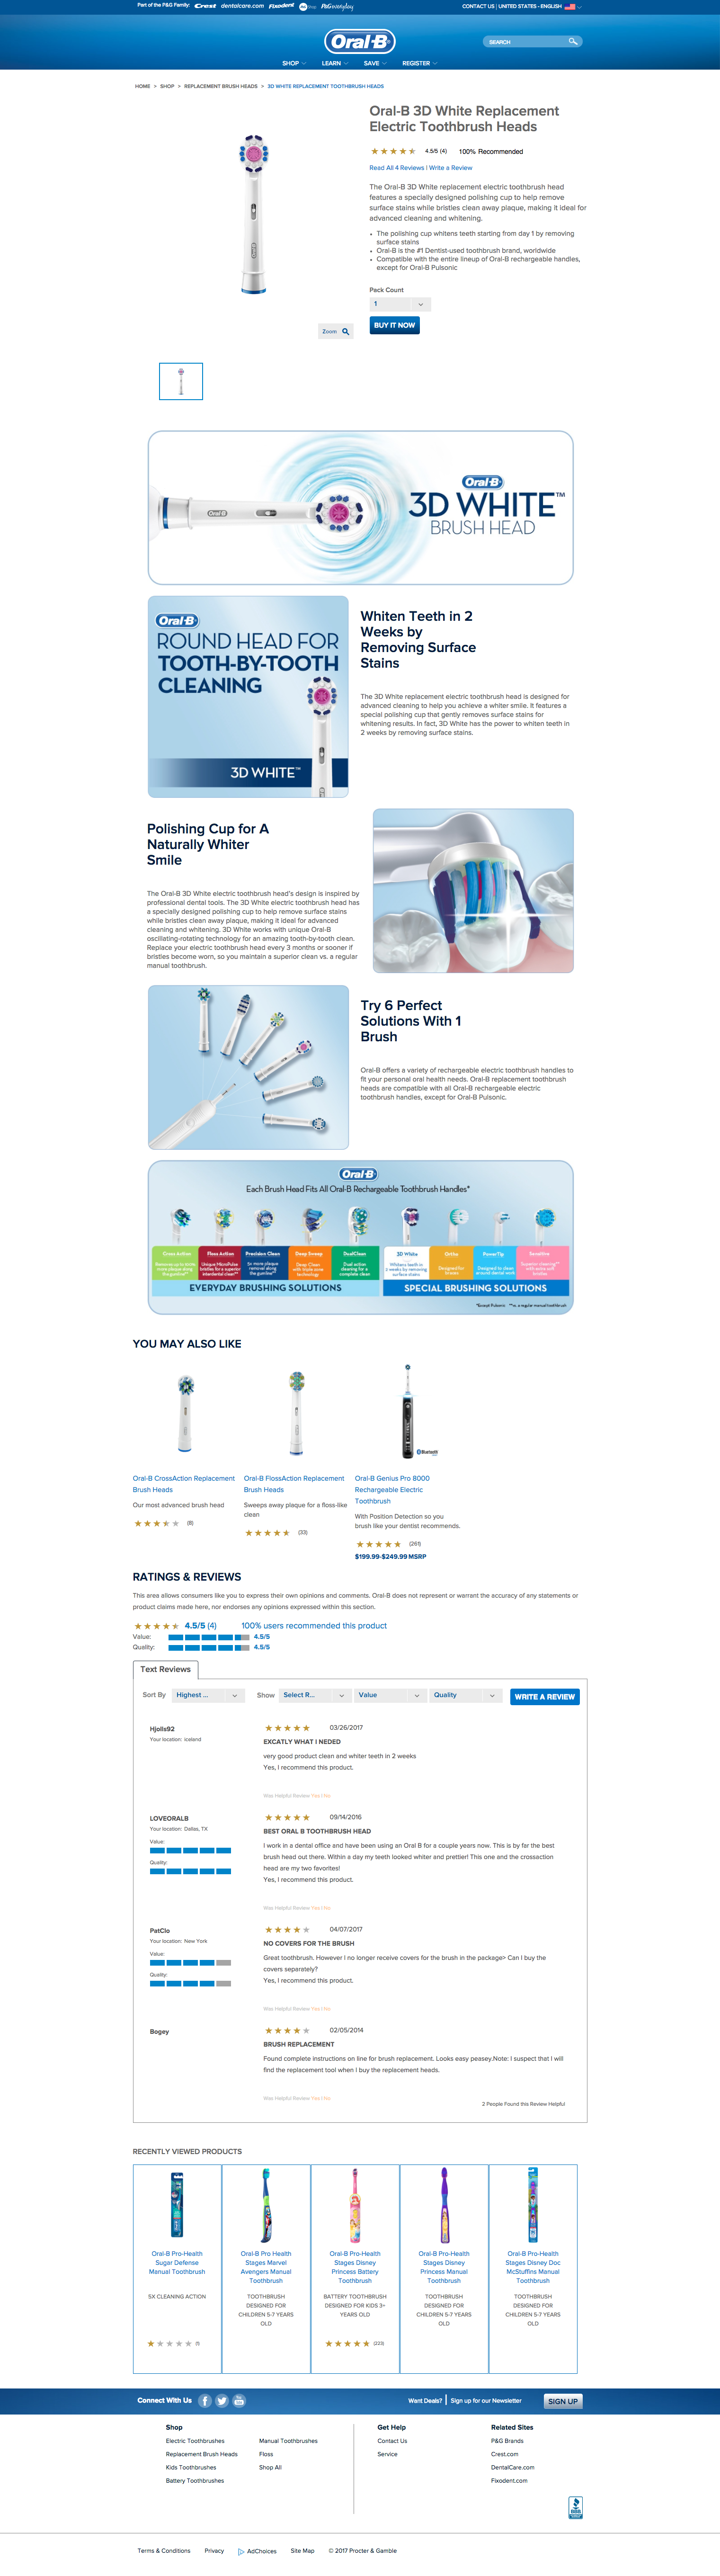 Part of the P&G Family: Crest dentalcare.com Fixodent P&G everyday
CONTACT US | UNITED STATES - ENGLISH
Oral-B
SEARCH
SHOP LEARN SAVE REGISTER
HOME > SHOP > REPLACEMENT BRUSH HEADS > 3D WHITE REPLACEMENT TOOTHBRUSH HEADS
Oral-B 3D White Replacement
Electric Toothbrush Heads
4.5/5 (4) 100% Recommended
Read All 4 Reviews | Write a Review
The Oral-B 3D White replacement electric toothbrush head
features a specially designed polishing cup to help remove
surface stains while bristles clean away plaque, making it ideal for
advanced cleaning and whitening.
• The polishing cup whitens teeth starting from day 1 by removing
surface stains
• Oral-B is the #1 Dentist-used toothbrush brand, worldwide
• Compatible with the entire lineup of Oral-B rechargeable handles,
except for Oral-B Pulsonic
Pack Count
1
BUY IT NOW
Zoom
Oral-B
Oral-B
3D WHITE™
BRUSH HEAD
Oral-B
ROUND HEAD FOR
TOOTH-BY-TOOTH
CLEANING
3D WHITE™
Whiten Teeth in 2
Weeks by
Removing Surface
Stains
The 3D White replacement electric toothbrush head is designed for
advanced cleaning to help you achieve a whiter smile. It features a
special polishing cup that gently removes surface stains for
whitening results. In fact, 3D White has the power to whiten teeth in
2 weeks by removing surface stains.
Polishing Cup for A
Naturally Whiter
Smile
The Oral-B 3D White electric toothbrush head's design is inspired by
professional dental tools. The 3D White electric toothbrush head has
a specially designed polishing cup to help remove surface stains
while bristles clean away plaque, making it ideal for advanced
cleaning and whitening. 3D White works with unique Oral-B
oscillating-rotating technology for an amazing tooth-by-tooth clean.
Replace your electric toothbrush head every 3 months or sooner if
bristles become worn, so you maintain a superior clean vs. a regular
manual toothbrush.
Try 6 Perfect
Solutions With 1
Brush
Oral-B offers a variety of rechargeable electric toothbrush handles to
fit your personal oral health needs. Oral-B replacement toothbrush
heads are compatible with all Oral-B rechargeable electric
toothbrush handles, except for Oral-B Pulsonic.
Oral-B
Each Brush Head Fits All Oral-B Rechargeable Toothbrush Handles*
Cross Action Floss Action Precision Clean Deep Sweep DualClean 3D White Ortho PowerTip Sensitive
EVERYDAY BRUSHING SOLUTIONS SPECIAL BRUSHING SOLUTIONS
*Except Pulsonic **vs. a regular manual toothbrush
YOU MAY ALSO LIKE
Bluetooth
Oral-B CrossAction Replacement
Brush Heads
Our most advanced brush head
(8)
Oral-B FlossAction Replacement
Brush Heads
Sweeps away plaque for a floss-like
clean
(33)
Oral-B Genius Pro 8000
Rechargeable Electric
Toothbrush
With Position Detection so you
brush like your dentist recommends.
(261)
$199.99-$249.99 MSRP
RATINGS & REVIEWS
This area allows consumers like you to express their own opinions and comments. Oral-B does not represent or warrant the accuracy of any statements or
product claims made here, nor endorses any opinions expressed within this section.
4.5/5 (4) 100% users recommended this product
Value: 4.5/5
Quality: 4.5/5
Text Reviews
Sort By Highest ... Show Select R... Value Quality WRITE A REVIEW
Hjolls92
Your location: iceland
03/26/2017
EXCATLY WHAT I NEDED
very good product clean and whiter teeth in 2 weeks
Yes, I recommend this product.
Was Helpful Review Yes | No
LOVEORALB
Your location: Dallas, TX
Value:
Quality:
09/14/2016
BEST ORAL B TOOTHBRUSH HEAD
I work in a dental office and have been using an Oral B for a couple years now. This is by far the best
brush head out there. Within a day my teeth looked whiter and prettier! This one and the crossaction
head are my two favorites!
Yes, I recommend this product.
Was Helpful Review Yes | No
PatClo
Your location: New York
Value:
Quality:
04/07/2017
NO COVERS FOR THE BRUSH
Great toothbrush. However I no longer receive covers for the brush in the package> Can I buy the
covers separately?
Yes, I recommend this product.
Was Helpful Review Yes | No
Bogey
02/05/2014
BRUSH REPLACEMENT
Found complete instructions on line for brush replacement. Looks easy peasey.Note: I suspect that I will
find the replacement tool when I buy the replacement heads.
Was Helpful Review Yes | No
2 People Found this Review Helpful
RECENTLY VIEWED PRODUCTS
Oral-B Pro-Health
Sugar Defense
Manual Toothbrush
5X CLEANING ACTION
(1)
Oral-B Pro Health
Stages Marvel
Avengers Manual
Toothbrush
TOOTHBRUSH
DESIGNED FOR
CHILDREN 5-7 YEARS
OLD
Oral-B Pro-Health
Stages Disney
Princess Battery
Toothbrush
BATTERY TOOTHBRUSH
DESIGNED FOR KIDS 3+
YEARS OLD
(223)
Oral-B Pro-Health
Stages Disney
Princess Manual
Toothbrush
TOOTHBRUSH
DESIGNED FOR
CHILDREN 5-7 YEARS
OLD
Oral-B Pro-Health
Stages Disney Doc
McStuffins Manual
Toothbrush
TOOTHBRUSH
DESIGNED FOR
CHILDREN 5-7 YEARS
OLD
Connect With Us
Want Deals? Sign up for our Newsletter SIGN UP
Shop
Electric Toothbrushes
Replacement Brush Heads
Kids Toothbrushes
Battery Toothbrushes
Manual Toothbrushes
Floss
Shop All
Get Help
Contact Us
Service
Related Sites
P&G Brands
Crest.com
DentalCare.com
Fixodent.com
BBB
Terms & Conditions Privacy AdChoices Site Map © 2017 Procter & Gamble